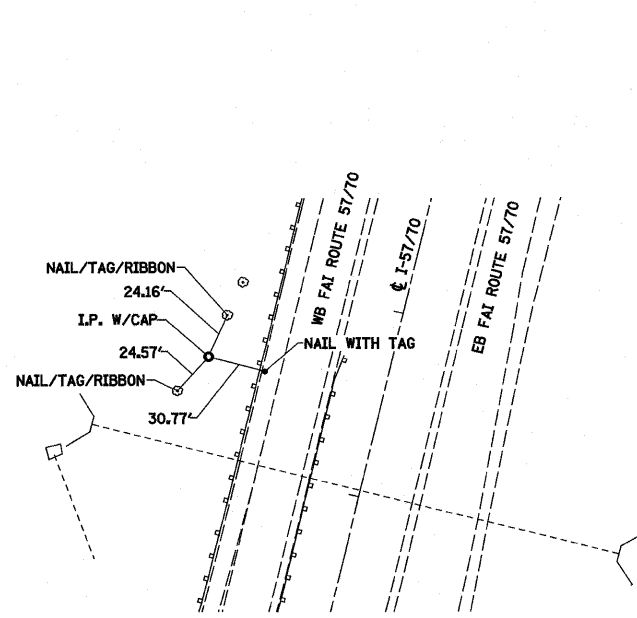 WB FAI ROUTE 57/70
℄ I-57/70
EB FAI ROUTE 57/70
NAIL/TAG/RIBBON
24.16'
I.P. W/CAP
NAIL WITH TAG
24.57'
NAIL/TAG/RIBBON
30.77'